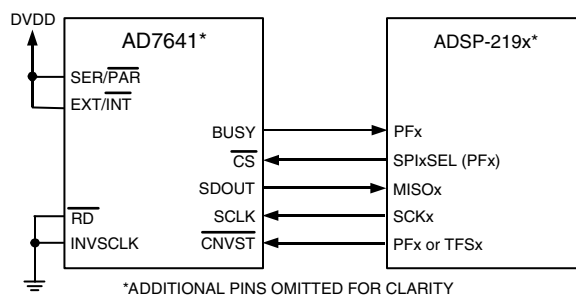 DVDD
AD7641*
ADSP-219x*
SER/PAR
EXT/INT
BUSY
PFx
CS
SPIxSEL (PFx)
SDOUT
MISOx
RD
SCLK
SCKx
INVSCLK
CNVST
PFx or TFSx
*ADDITIONAL PINS OMITTED FOR CLARITY